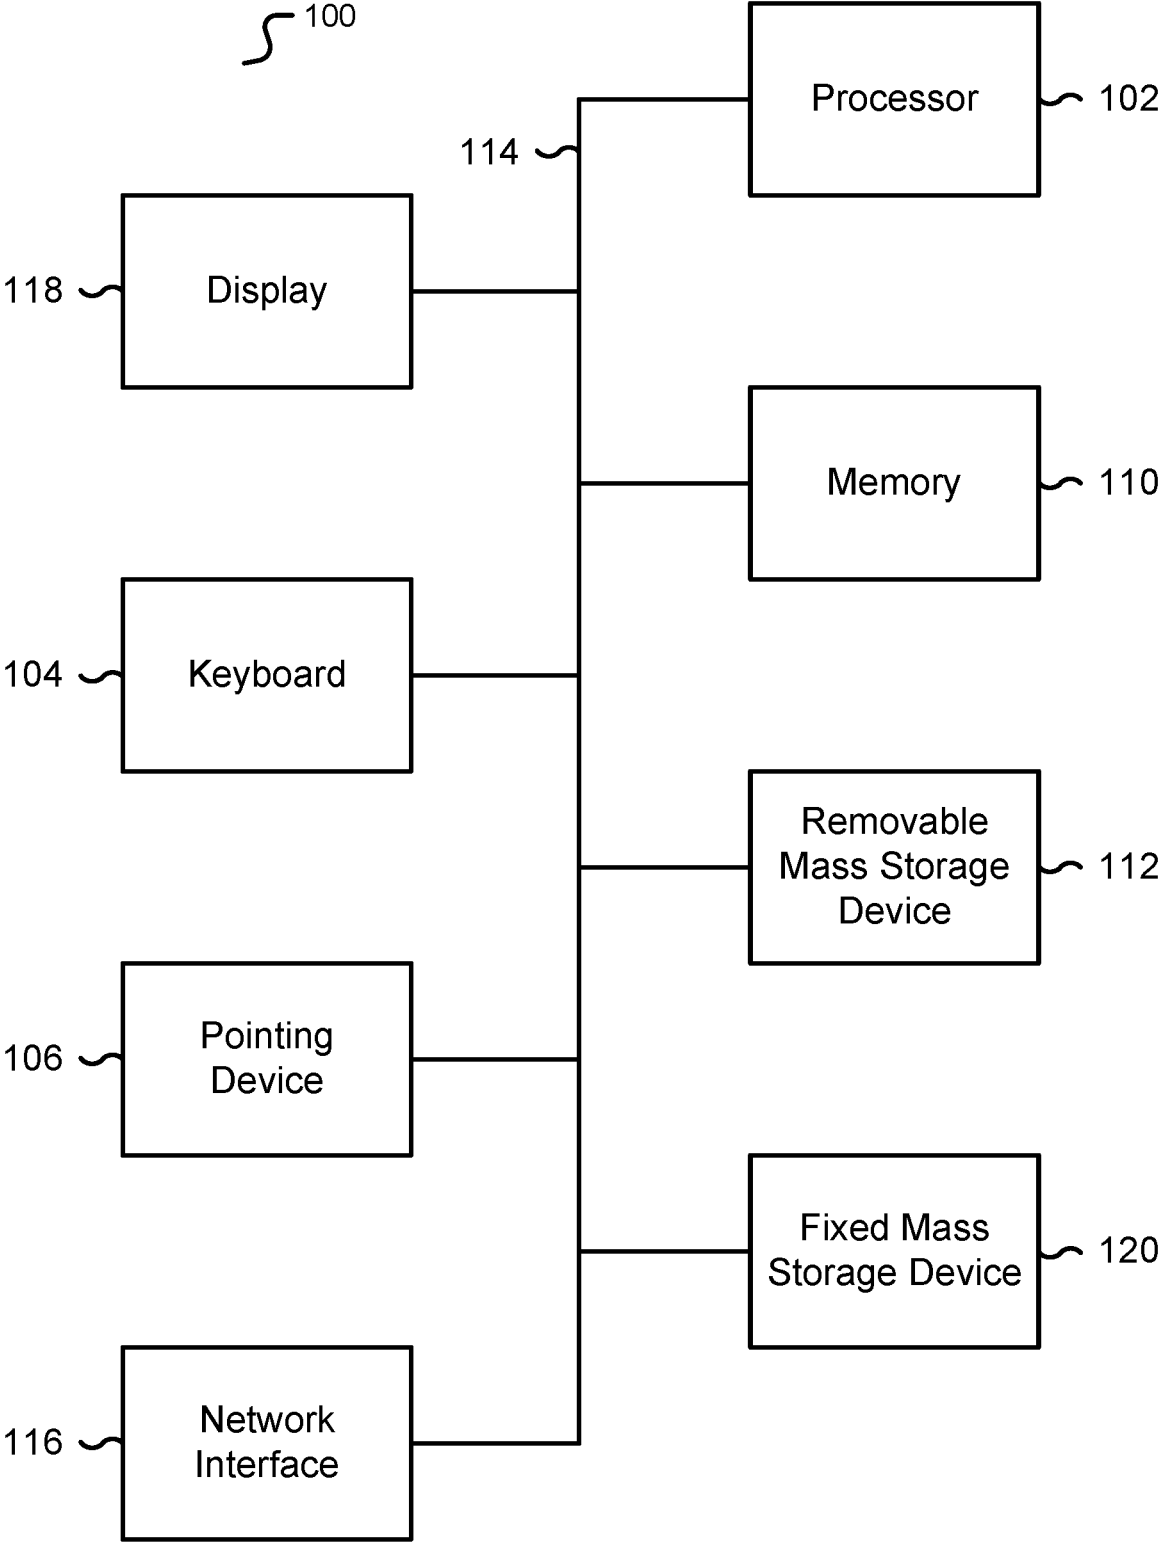 100
Processor
102
114
118
Display
Memory
110
104
Keyboard
Removable
Mass Storage
Device
112
106
Pointing
Device
Fixed Mass
Storage Device
120
116
Network
Interface